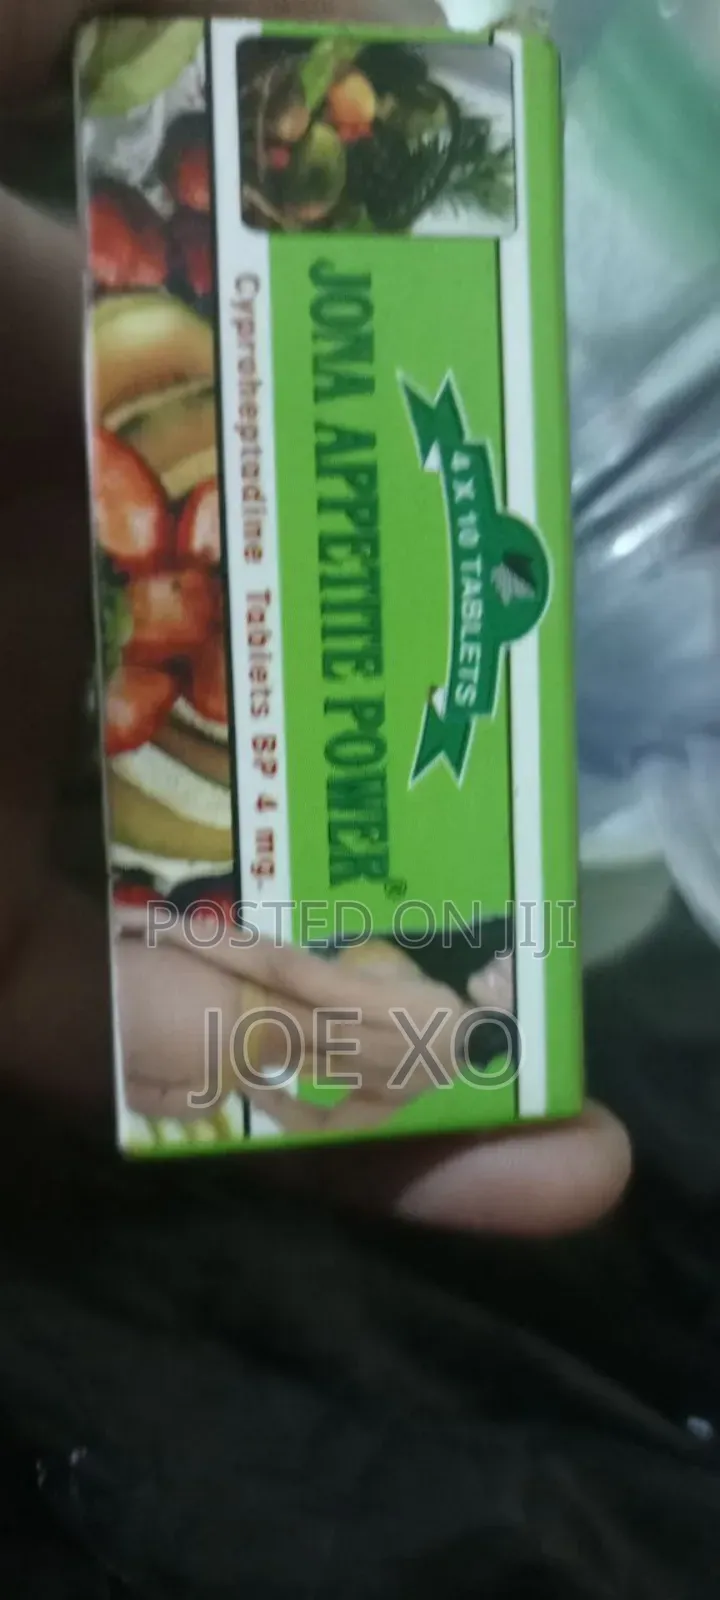 4 X 10 TABLETS
JONA APPETITE POWER®
Cyproheptadine Tablets BP 4 mg.
POSTED ON JIJI
JOE XO